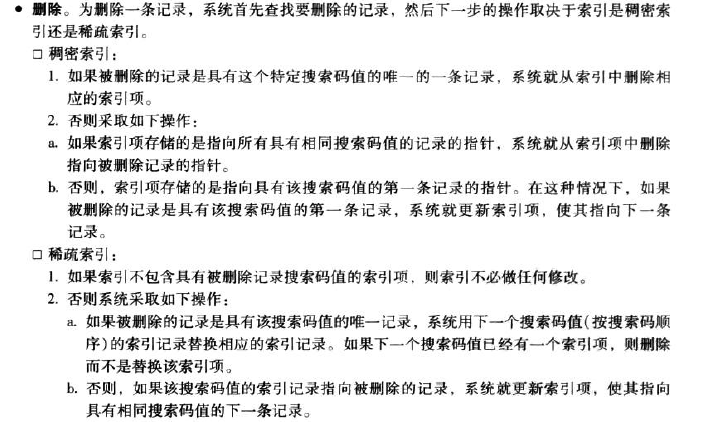 ● 删除。为删除一条记录，系统首先查找要删除的记录，然后下一步的操作取决于索引是稠密索
引还是稀疏索引。
□ 稠密索引：
1. 如果被删除的记录是具有这个特定搜索码值的唯一的一条记录，系统就从索引中删除相
应的索引项。
2. 否则采取如下操作：
a. 如果索引项存储的是指向所有具有相同搜索码值的记录的指针，系统就从索引项中删除
指向被删除记录的指针。
b. 否则，索引项存储的是指向具有该搜索码值的第一条记录的指针。在这种情况下，如果
被删除的记录是具有该搜索码值的第一条记录，系统就更新索引项，使其指向下一条
记录。
□ 稀疏索引：
1. 如果索引不包含具有被删除记录搜索码值的索引项，则索引不必做任何修改。
2. 否则系统采取如下操作：
a. 如果被删除的记录是具有该搜索码值的唯一记录，系统用下一个搜索码值(按搜索码顺
序)的索引记录替换相应的索引记录。如果下一个搜索码值已经有一个索引项，则删除
而不是替换该索引项。
b. 否则，如果该搜索码值的索引记录指向被删除的记录，系统就更新索引项，使其指向
具有相同搜索码值的下一条记录。